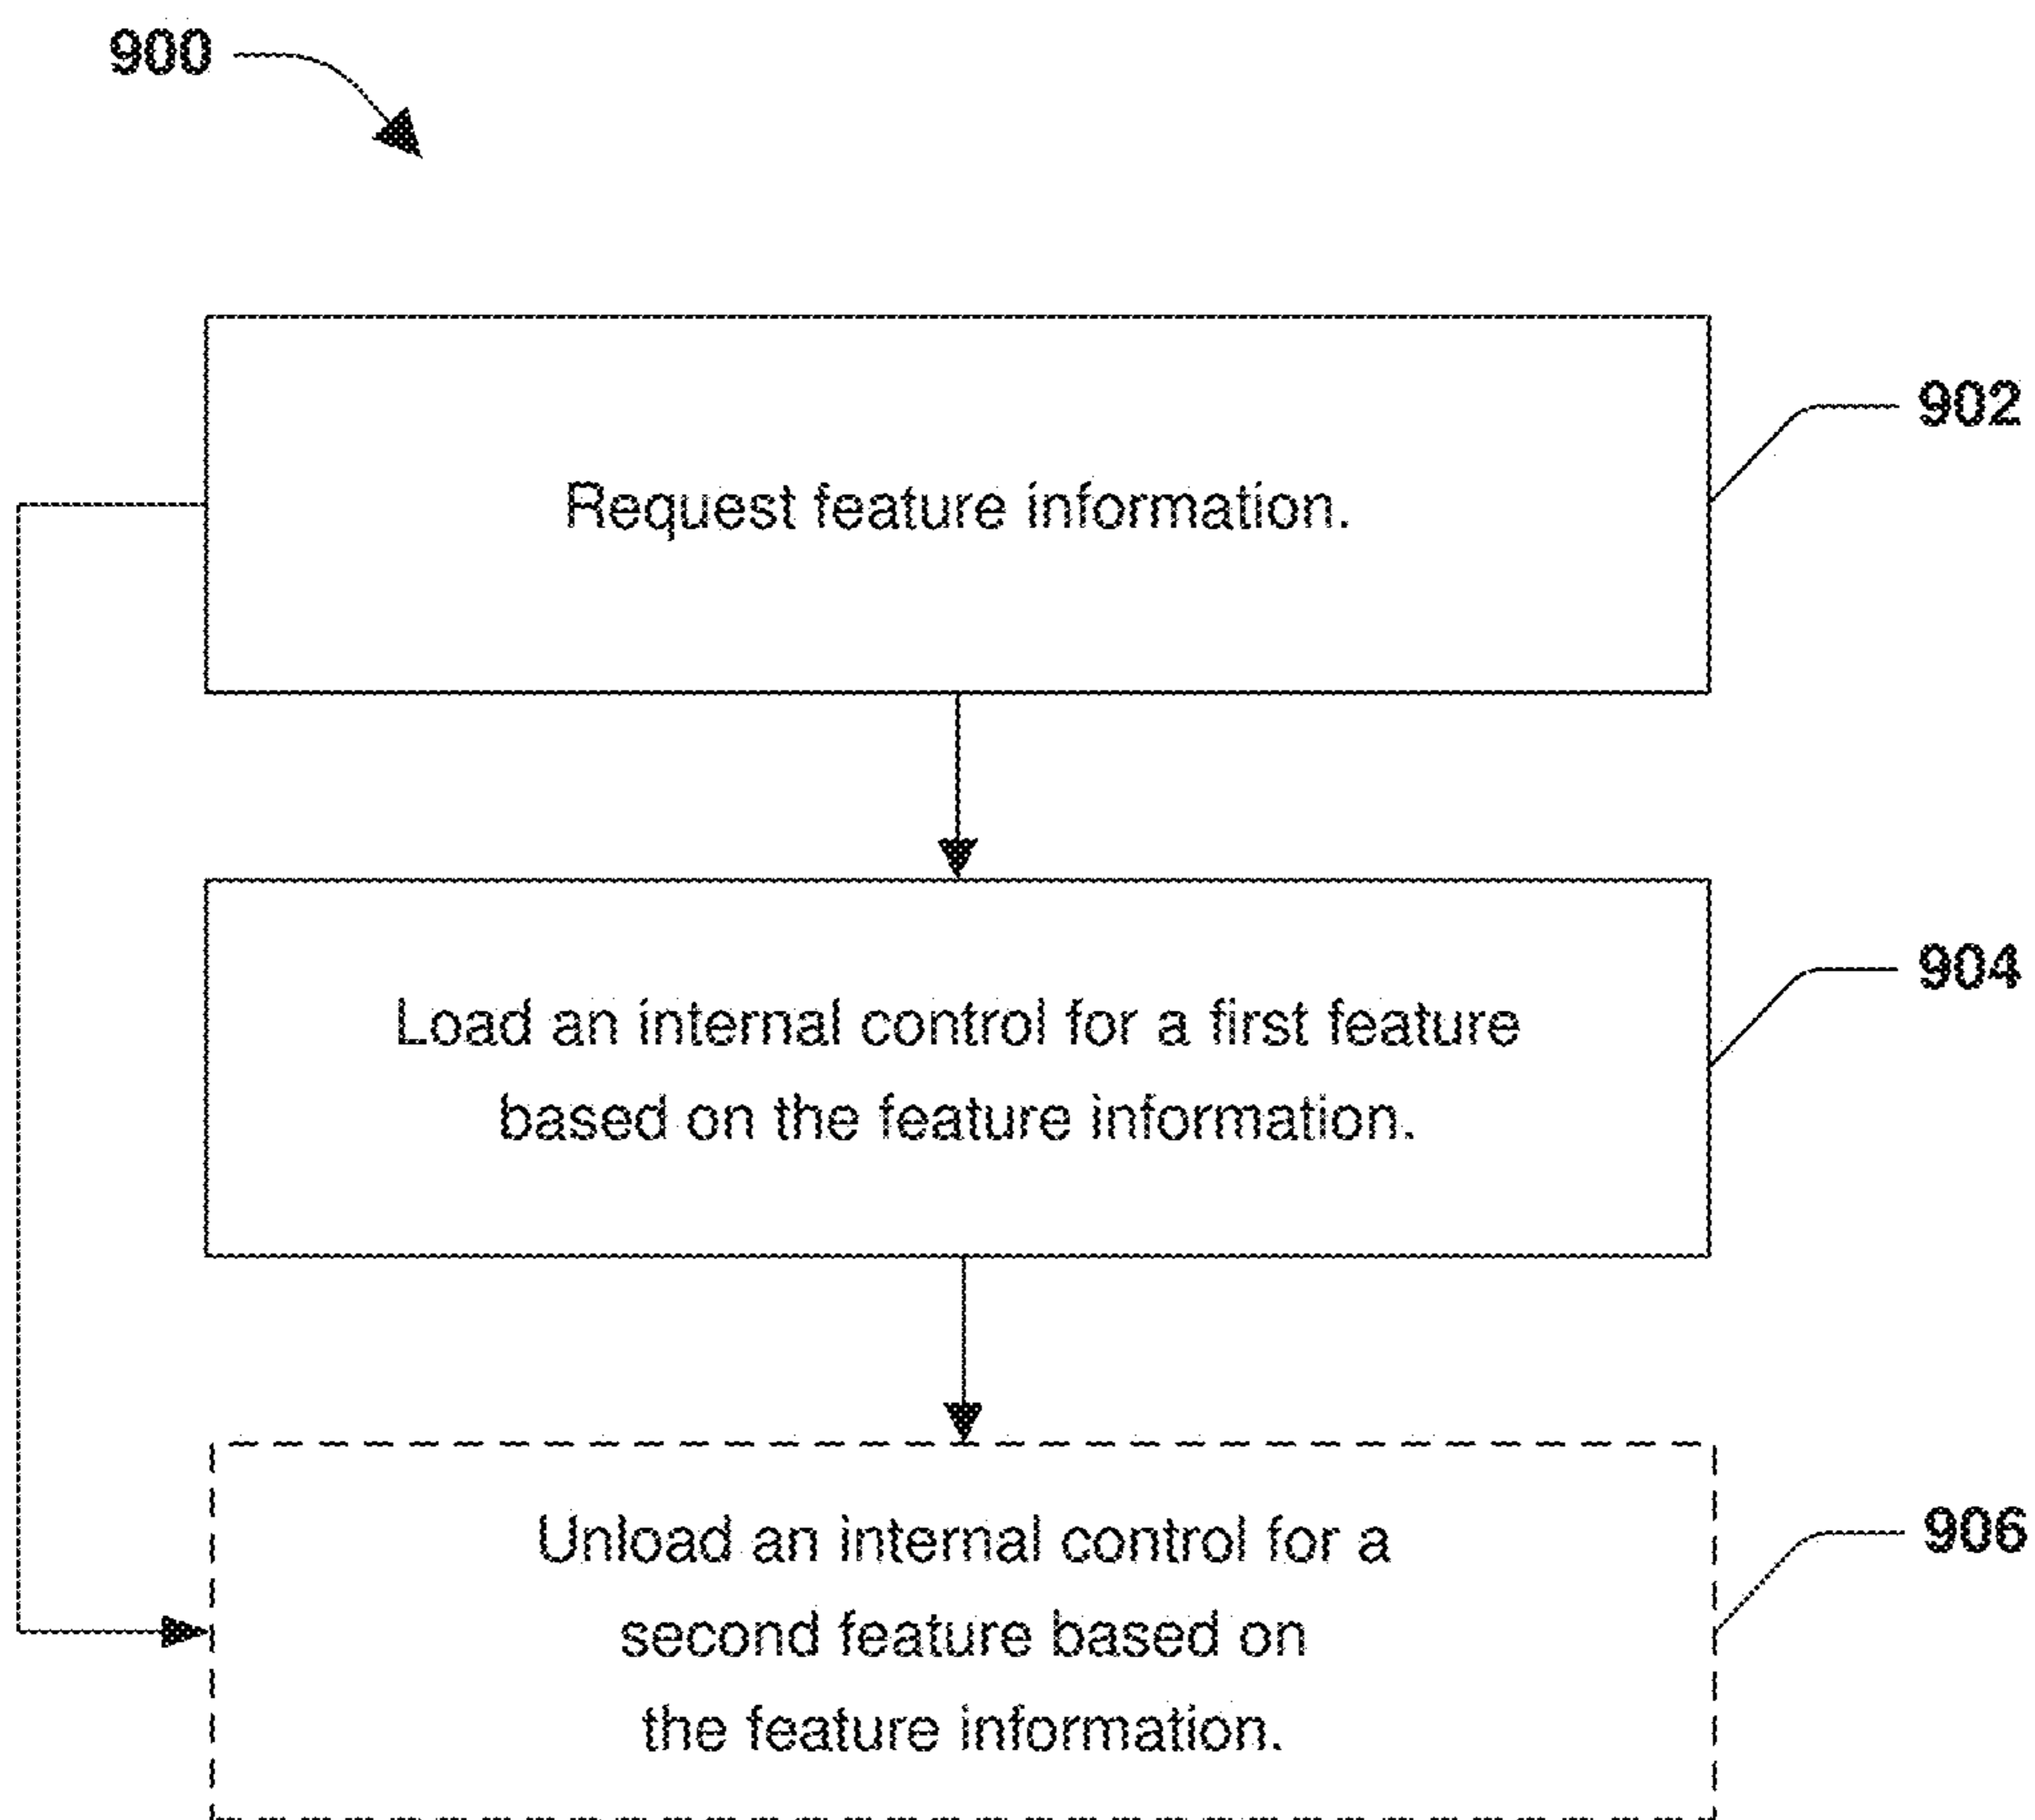 900
Request feature information.
902
Load an internal control for a first feature
based on the feature information.
904
Unload an internal control for a
second feature based on
the feature information.
906